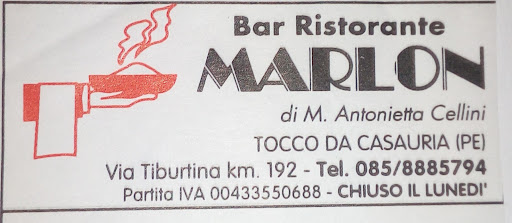 Bar Ristorante
MARLON
di M. Antonietta Cellini
TOCCO DA CASAURIA (PE)
Via Tiburtina km. 192 - Tel. 085/8885794
Partita IVA 00433550688 - CHIUSO IL LUNEDI'